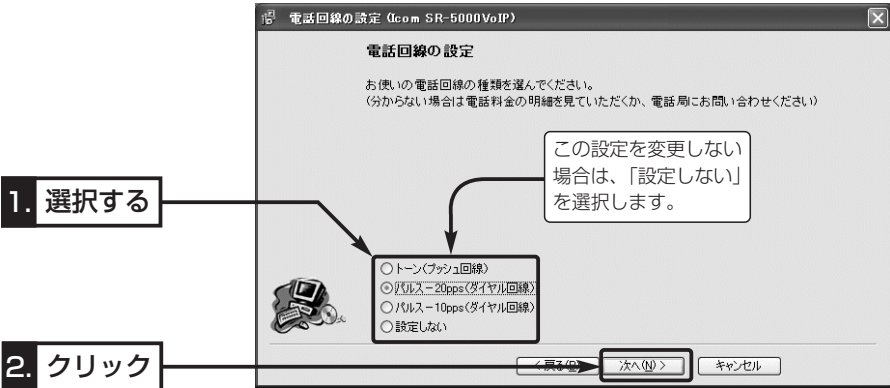 電話回線の設定 (Icom SR-5000VoIP)
電話回線の設定
お使いの電話回線の種類を選んでください。
(分からない場合は電話料金の明細を見ていただくか、電話局にお問い合わせください)
この設定を変更しない
場合は、「設定しない」
を選択します。
1. 選択する
トーン(プッシュ回線)
パルス－20pps(ダイヤル回線)
パルス－10pps(ダイヤル回線)
設定しない
2. クリック
< 戻る(B)
次へ(N) >
キャンセル